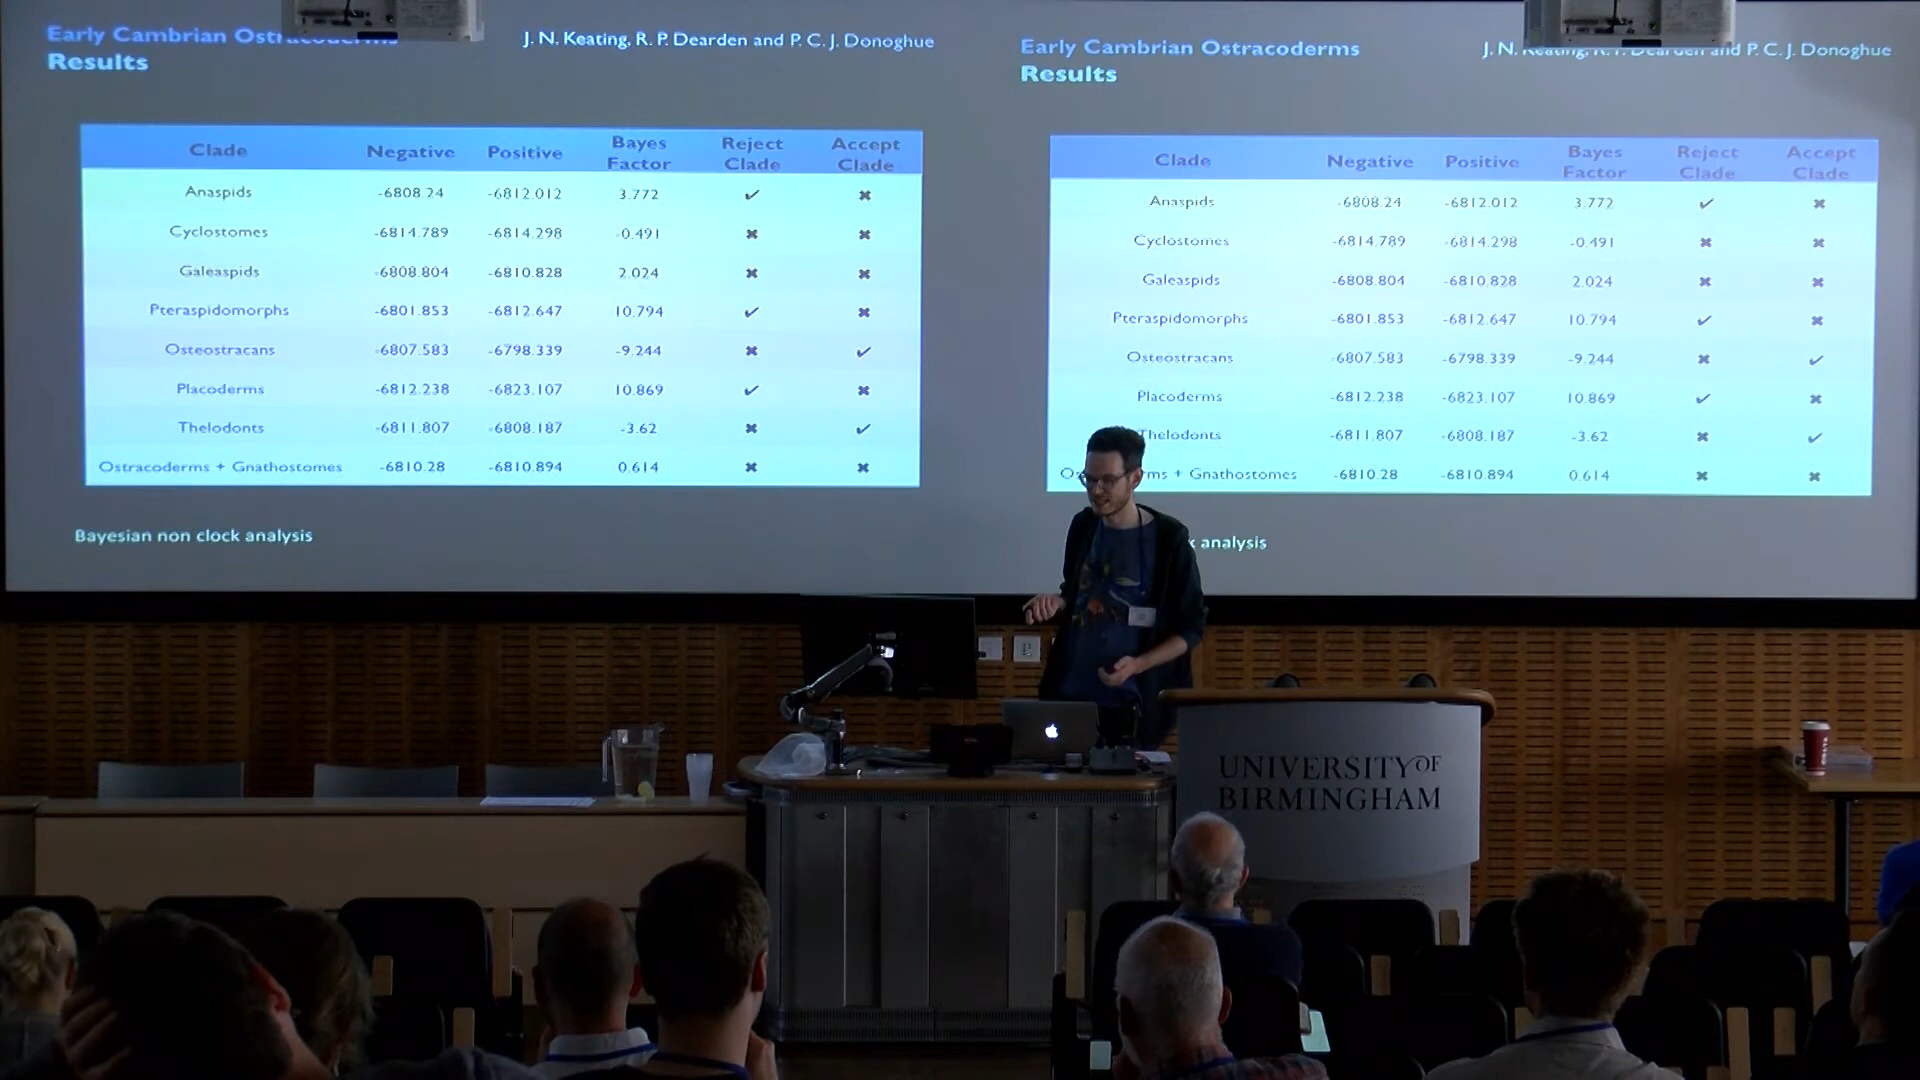 Early Cambrian
Results
J. N. Keating, R. P. Dearden and P. C. J. Donoghue
Clade Negative Positive Bayes Factor Reject Clade Accept Clade
Anaspids -6808.24 -6812.012 3.772 ✔ ✖
Cyclostomes -6814.789 -6814.298 -0.491 ✖ ✖
Galeaspids -6808.804 -6810.828 2.024 ✖ ✖
Pteraspidomorphs -6801.853 -6812.647 10.794 ✔ ✖
Osteostracans -6807.583 -6798.339 -9.244 ✖ ✔
Placoderms -6812.238 -6823.107 10.869 ✔ ✖
Thelodonts -6811.807 -6808.187 -3.62 ✖ ✔
Ostracoderms + Gnathostomes -6810.28 -6810.894 0.614 ✖ ✖
Bayesian non clock analysis
Early Cambrian Ostracoderms
Results
J. N. and P. C. J. Donoghue
Clade Negative Positive Bayes Factor Reject Clade Accept Clade
Anaspids -6808.24 -6812.012 3.772 ✔ ✖
Cyclostomes -6814.789 -6814.298 -0.491 ✖ ✖
Galeaspids -6808.804 -6810.828 2.024 ✖ ✖
Pteraspidomorphs -6801.853 -6812.647 10.794 ✔ ✖
Osteostracans -6807.583 -6798.339 -9.244 ✖ ✔
Placoderms -6812.238 -6823.107 10.869 ✔ ✖
Thelodonts -6811.807 -6808.187 -3.62 ✖ ✔
+ Gnathostomes -6810.28 -6810.894 0.614 ✖ ✖
analysis
UNIVERSITY OF
BIRMINGHAM